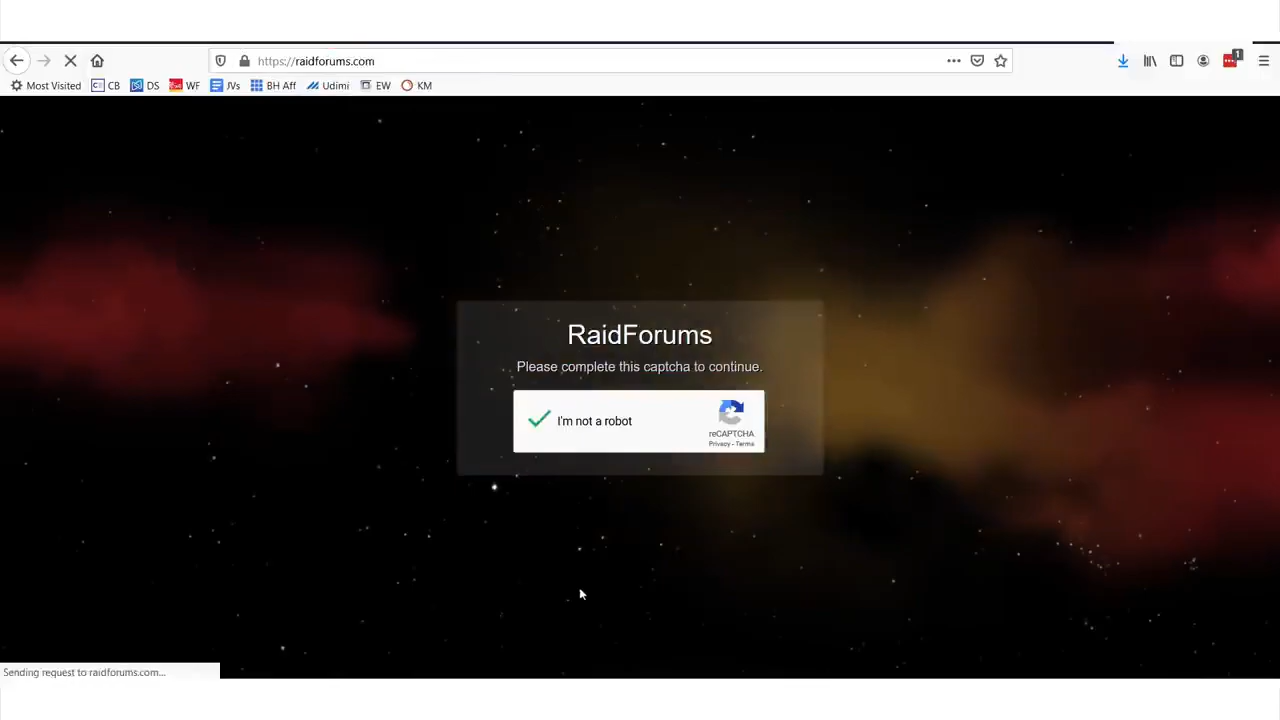 https://raidforums.com
1
Most Visited CB DS WF JVs BH Aff Udimi EW KM
RaidForums
Please complete this captcha to continue.
I'm not a robot
reCAPTCHA
Privacy - Terms
Sending request to raidforums.com...